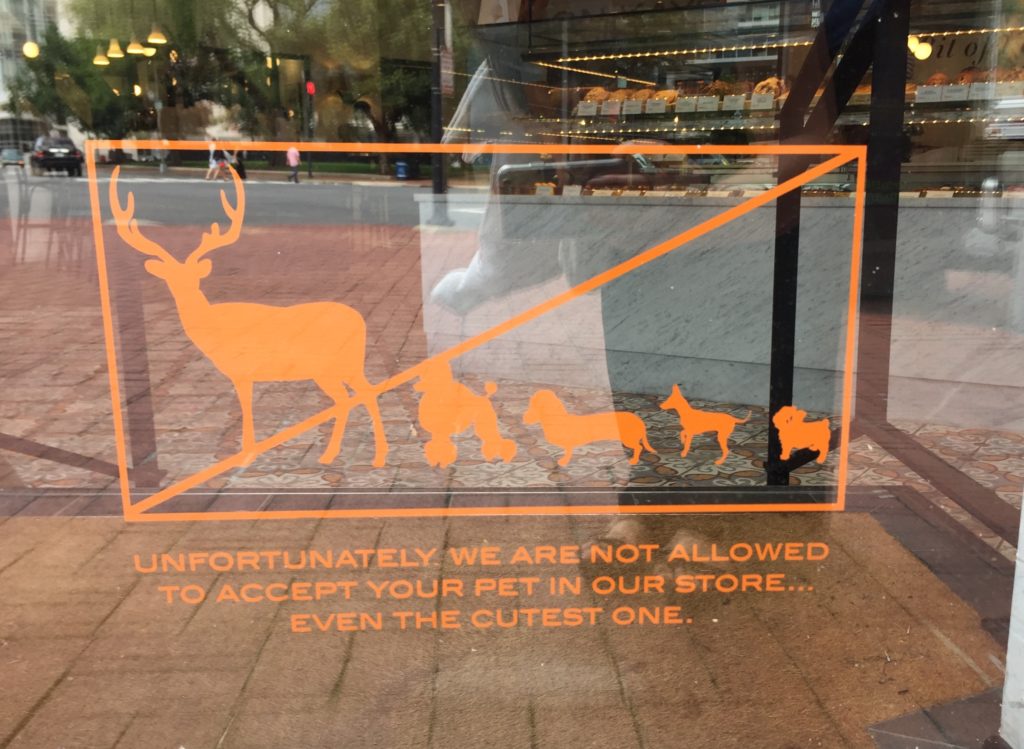 UNFORTUNATELY WE ARE NOT ALLOWED
TO ACCEPT YOUR PET IN OUR STORE...
EVEN THE CUTEST ONE.